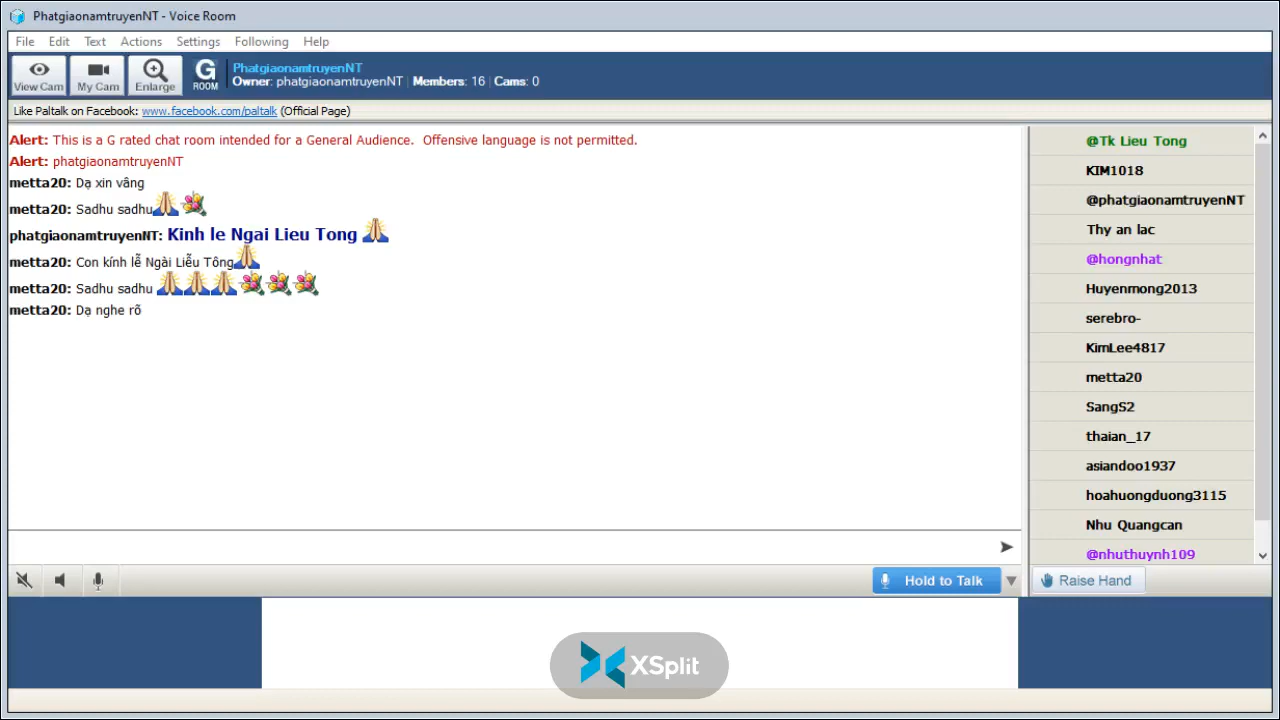 PhatgiaonamtruyenNT - Voice Room
File Edit Text Actions Settings Following Help
View Cam My Cam Enlarge G ROOM
PhatgiaonamtruyenNT
Owner: phatgiaonamtruyenNT | Members: 16 | Cams: 0
Like Paltalk on Facebook: www.facebook.com/paltalk (Official Page)
Alert: This is a G rated chat room intended for a General Audience. Offensive language is not permitted.
Alert: phatgiaonamtruyenNT
metta20: Dạ xin vâng
metta20: Sadhu sadhu
phatgiaonamtruyenNT: Kinh le Ngai Lieu Tong
metta20: Con kính lễ Ngài Liễu Tông
metta20: Sadhu sadhu
metta20: Dạ nghe rõ
@Tk Lieu Tong
KIM1018
@phatgiaonamtruyenNT
Thy an lac
@hongnhat
Huyenmong2013
serebro-
KimLee4817
metta20
SangS2
thaian_17
asiandoo1937
hoahuongduong3115
Nhu Quangcan
@nhuthuynh109
Hold to Talk
Raise Hand
XSplit